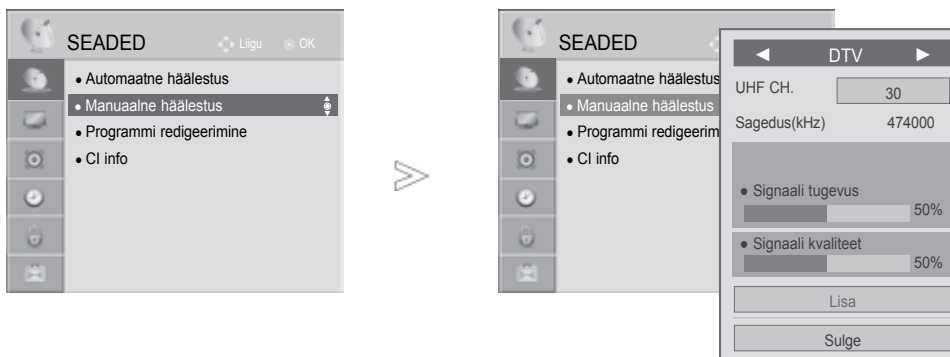 SEADED
Liigu
OK
• Automaatne häälestus
• Manuaalne häälestus
• Programmi redigeerimine
• CI info
SEADED
• Automaatne häälestus
• Manuaalne häälestus
• Programmi redigeerim
• CI info
DTV
UHF CH. 30
Sagedus(kHz) 474000
• Signaali tugevus
50%
• Signaali kvaliteet
50%
Lisa
Sulge